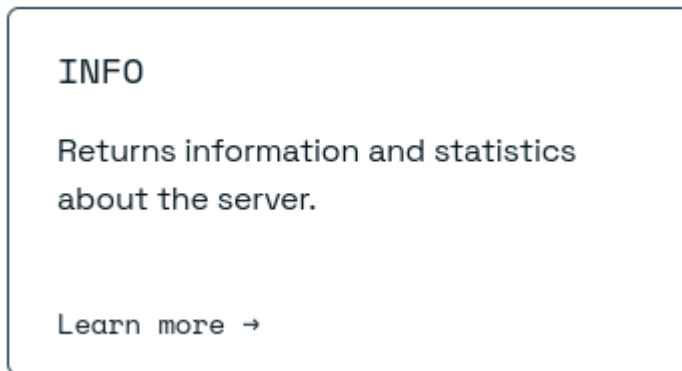 INFO
Returns information and statistics
about the server.
Learn more →